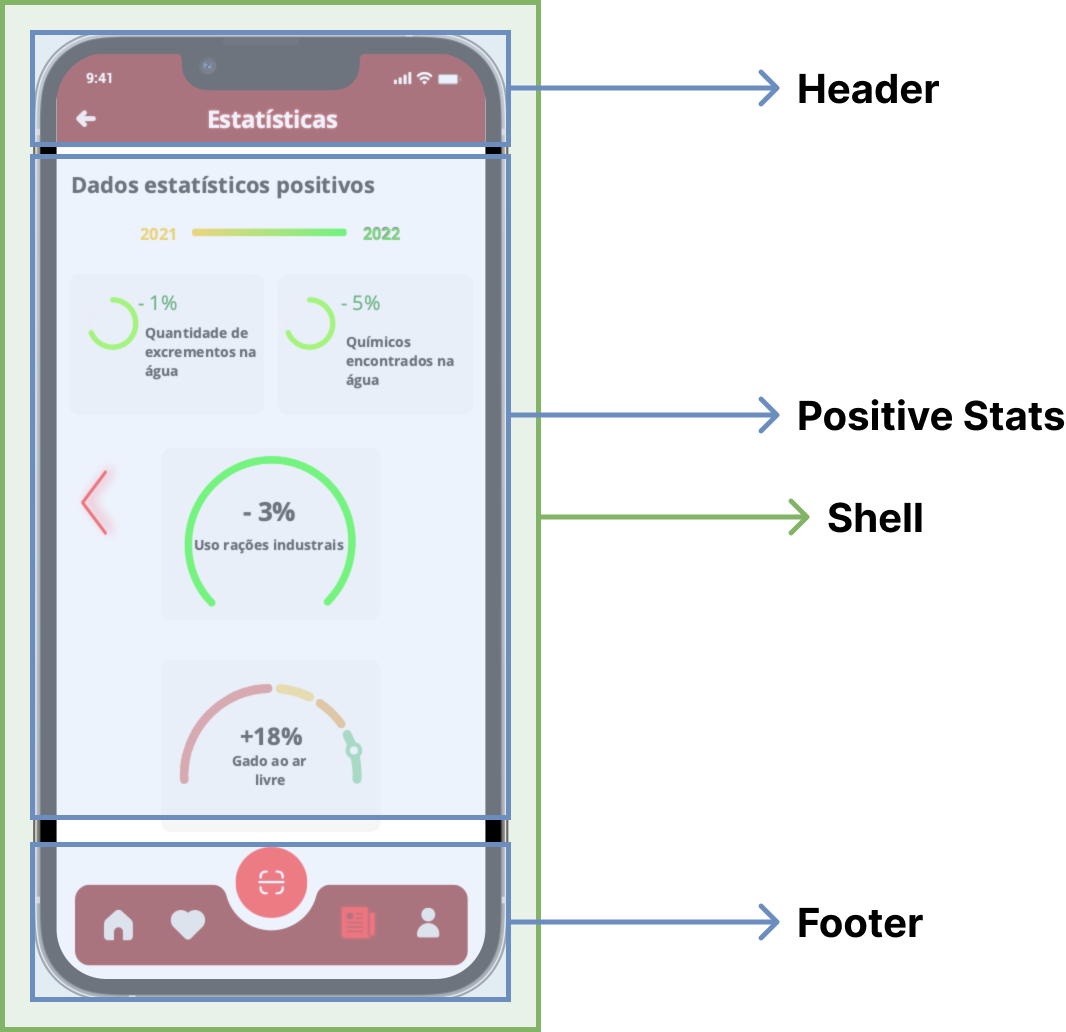 9:41
Estatísticas
Header
Dados estatísticos positivos
2021
2022
- 1%
Quantidade de
excrementos na
água
- 5%
Químicos
encontrados na
água
Positive Stats
- 3%
Uso rações industrais
Shell
+18%
Gado ao ar
livre
Footer